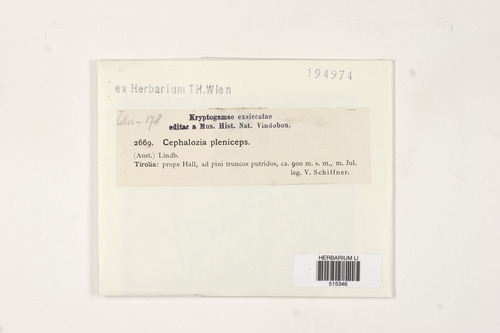 194974
ex Herbarium TH.Wien
Kryptogamae exsiccatae
editae a Mus. Hist. Nat. Vindobon.
2669. Cephalozia pleniceps.
(Aust.) Lindb.
Tirolia: prope Hall, ad pini truncos putridos, ca. 900 m. s. m., m. Jul.
leg. V. Schiffner.
HERBARIUM LI
515346